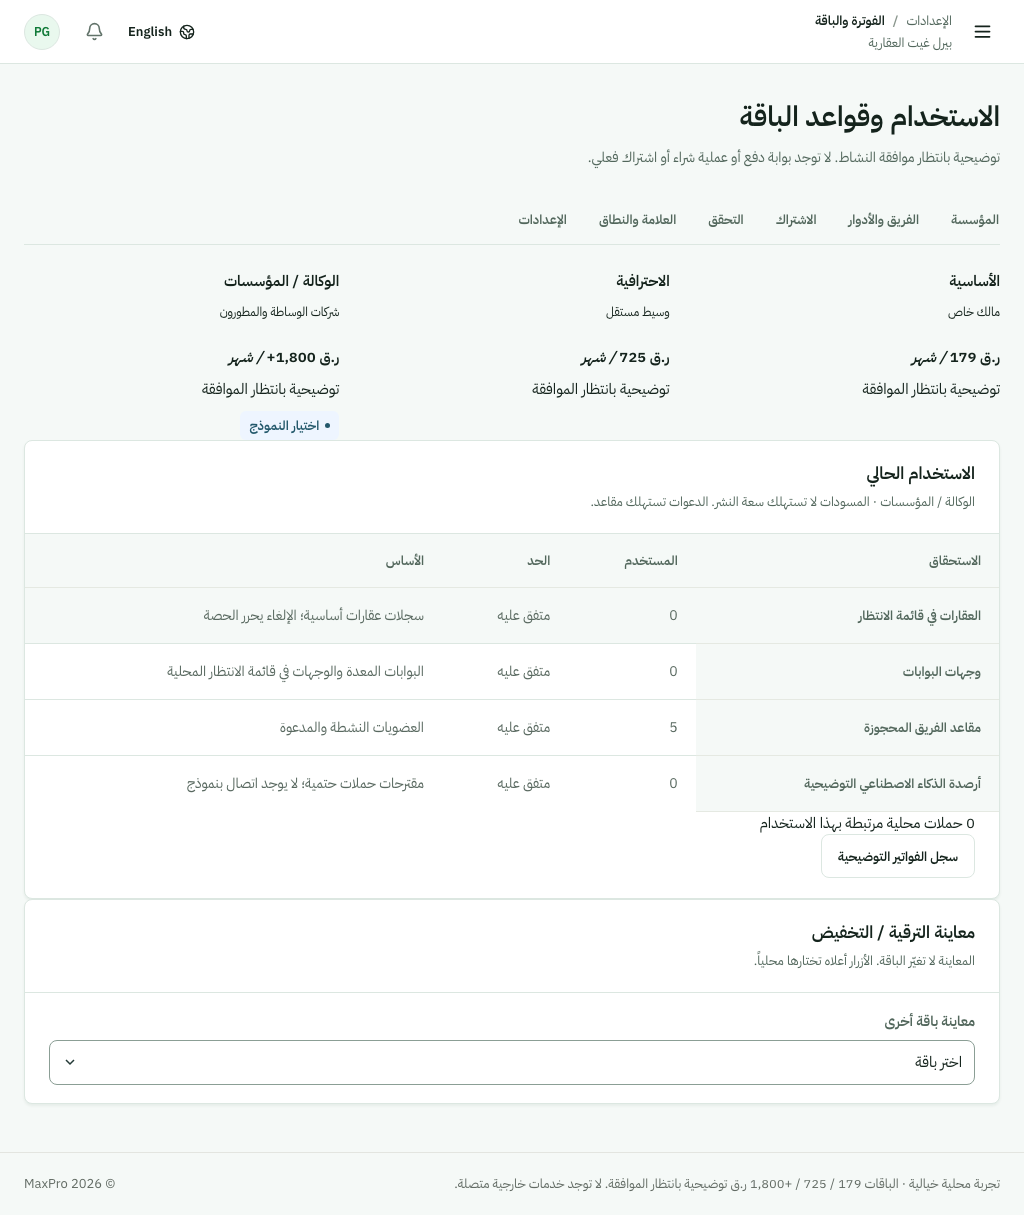 الإعدادات / الفوترة والباقة
بيرل غيت العقارية
English
PG
الاستخدام وقواعد الباقة
توضيحية بانتظار موافقة النشاط. لا توجد بوابة دفع أو عملية شراء أو اشتراك فعلي.
المؤسسة
الفريق والأدوار
الاشتراك
التحقق
العلامة والنطاق
الإعدادات
الأساسية
مالك خاص
ر.ق 179 / شهر
توضيحية بانتظار الموافقة
الاحترافية
وسيط مستقل
ر.ق 725 / شهر
توضيحية بانتظار الموافقة
الوكالة / المؤسسات
شركات الوساطة والمطورون
ر.ق 1,800+ / شهر
توضيحية بانتظار الموافقة
اختيار النموذج
الاستخدام الحالي
الوكالة / المؤسسات · المسودات لا تستهلك سعة النشر. الدعوات تستهلك مقاعد.
الاستحقاق المستخدم الحد الأساس
العقارات في قائمة الانتظار 0 متفق عليه سجلات عقارات أساسية؛ الإلغاء يحرر الحصة
وجهات البوابات 0 متفق عليه البوابات المعدة والوجهات في قائمة الانتظار المحلية
مقاعد الفريق المحجوزة 5 متفق عليه العضويات النشطة والمدعوة
أرصدة الذكاء الاصطناعي التوضيحية 0 متفق عليه مقترحات حملات حتمية؛ لا يوجد اتصال بنموذج
0 حملات محلية مرتبطة بهذا الاستخدام
سجل الفواتير التوضيحية
معاينة الترقية / التخفيض
المعاينة لا تغيّر الباقة. الأزرار أعلاه تختارها محلياً.
معاينة باقة أخرى
اختر باقة
تجربة محلية خيالية · الباقات 179 / 725 / 1,800+ ر.ق توضيحية بانتظار الموافقة. لا توجد خدمات خارجية متصلة.
© 2026 MaxPro